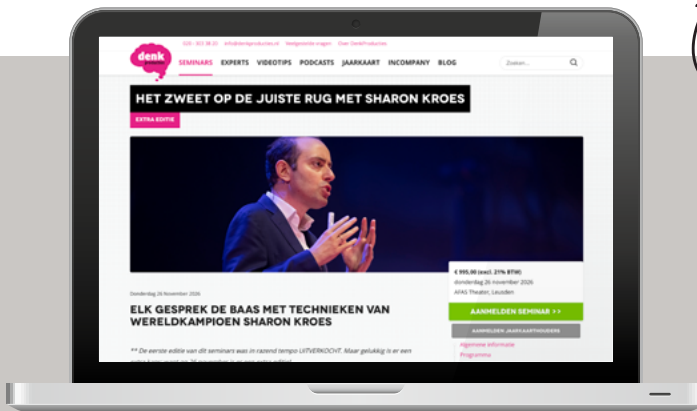 020 - 303 38 20 info@denkproducties.nl Veelgestelde vragen Over DenkProducties
denk
producties
SEMINARS EXPERTS VIDEOTIPS PODCASTS JAARKAART INCOMPANY BLOG
Zoeken...
HET ZWEET OP DE JUISTE RUG MET SHARON KROES
EXTRA EDITIE
€ 995,00 (excl. 21% BTW)
donderdag 26 november 2026
AFAS Theater, Leusden
AANMELDEN SEMINAR >>
AANMELDEN JAARKAARTHOUDERS
Algemene informatie
Programma
Donderdag 26 November 2026
ELK GESPREK DE BAAS MET TECHNIEKEN VAN
WERELDKAMPIOEN SHARON KROES
** De eerste editie van dit seminars was in razend tempo UITVERKOCHT. Maar gelukkig is er een